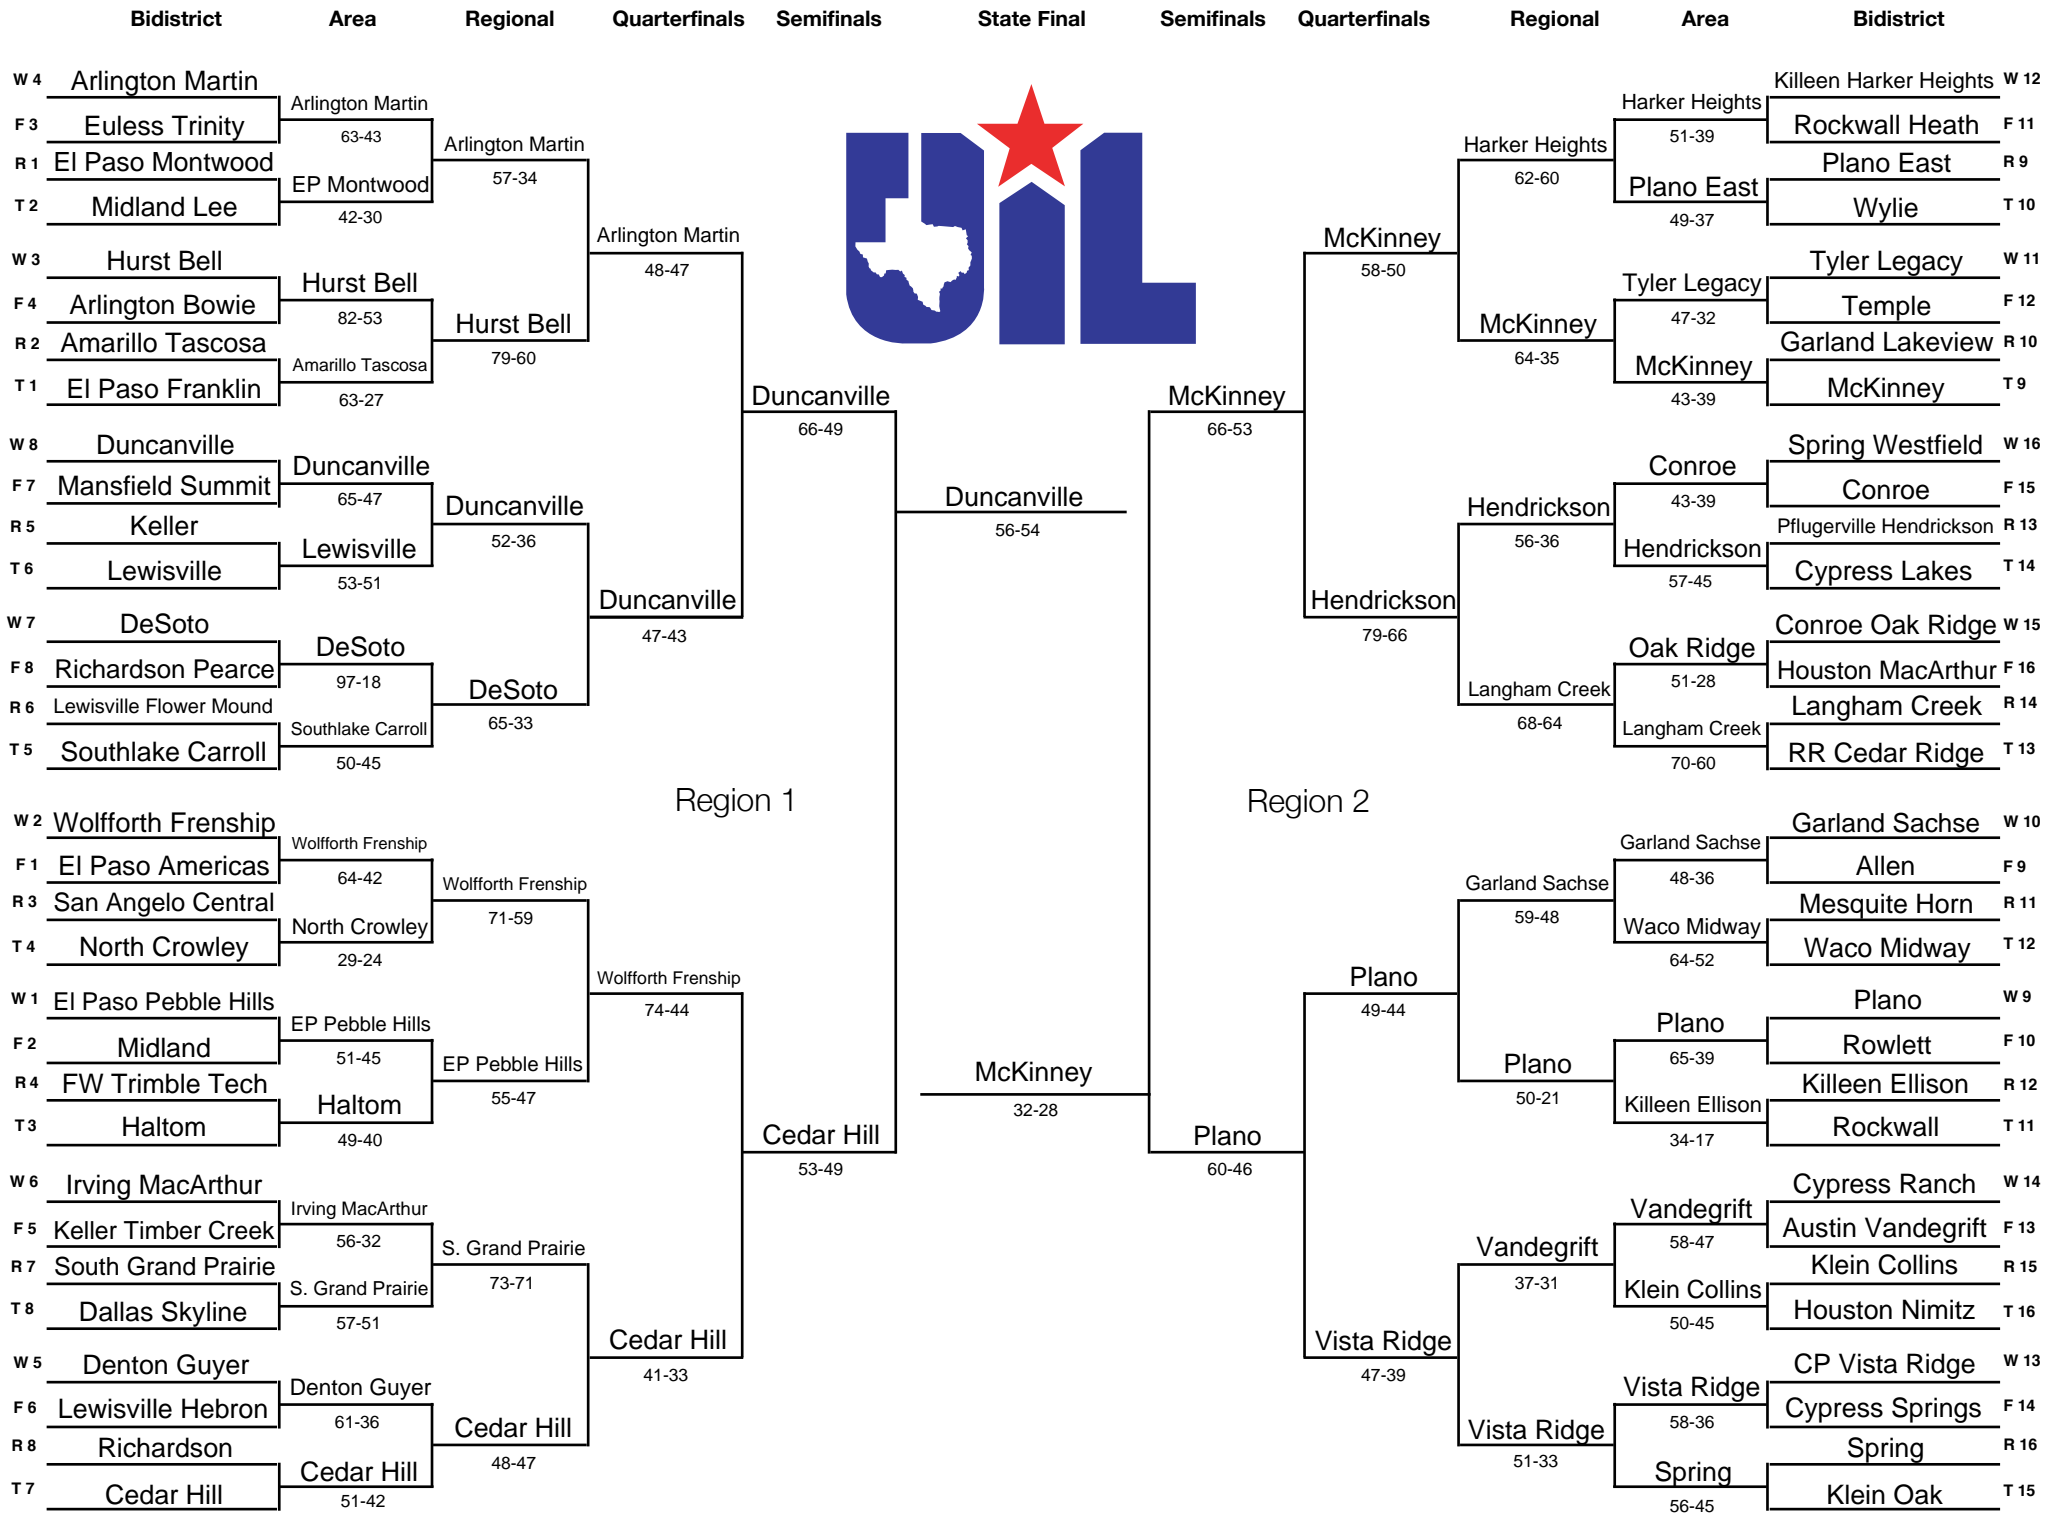 Bidistrict Area Regional Quarterfinals Semifinals State Final Semifinals Quarterfinals Regional Area Bidistrict
W 4 Arlington Martin
Arlington Martin
F 3 Euless Trinity
63-43
Arlington Martin
R 1 El Paso Montwood
57-34
EP Montwood
T 2 Midland Lee
42-30
Arlington Martin
48-47
W 3 Hurst Bell
Hurst Bell
F 4 Arlington Bowie
82-53
Hurst Bell
R 2 Amarillo Tascosa
79-60
Amarillo Tascosa
T 1 El Paso Franklin
63-27
Duncanville
66-49
W 8 Duncanville
Duncanville
F 7 Mansfield Summit
65-47
Duncanville
R 5 Keller
52-36
Lewisville
T 6 Lewisville
53-51
Duncanville
47-43
W 7 DeSoto
DeSoto
F 8 Richardson Pearce
97-18
DeSoto
R 6 Lewisville Flower Mound
65-33
Southlake Carroll
T 5 Southlake Carroll
50-45
Duncanville
56-54
Region 1
W 2 Wolfforth Frenship
Wolfforth Frenship
F 1 El Paso Americas
64-42
Wolfforth Frenship
R 3 San Angelo Central
71-59
North Crowley
T 4 North Crowley
29-24
Wolfforth Frenship
74-44
W 1 El Paso Pebble Hills
EP Pebble Hills
F 2 Midland
51-45
EP Pebble Hills
R 4 FW Trimble Tech
55-47
Haltom
T 3 Haltom
49-40
Cedar Hill
53-49
W 6 Irving MacArthur
Irving MacArthur
F 5 Keller Timber Creek
56-32
S. Grand Prairie
R 7 South Grand Prairie
73-71
S. Grand Prairie
T 8 Dallas Skyline
57-51
Cedar Hill
41-33
W 5 Denton Guyer
Denton Guyer
F 6 Lewisville Hebron
61-36
Cedar Hill
R 8 Richardson
48-47
Cedar Hill
T 7 Cedar Hill
51-42
UIL
Killeen Harker Heights W 12
Harker Heights
Rockwall Heath F 11
51-39
Harker Heights
Plano East R 9
62-60
Plano East
Wylie T 10
49-37
McKinney
58-50
Tyler Legacy W 11
Tyler Legacy
Temple F 12
47-32
McKinney
Garland Lakeview R 10
64-35
McKinney
McKinney T 9
43-39
McKinney
66-53
Spring Westfield W 16
Conroe
Conroe F 15
43-39
Hendrickson
Pflugerville Hendrickson R 13
56-36
Hendrickson
Cypress Lakes T 14
57-45
Hendrickson
79-66
Conroe Oak Ridge W 15
Oak Ridge
Houston MacArthur F 16
51-28
Langham Creek
Langham Creek R 14
68-64
Langham Creek
RR Cedar Ridge T 13
70-60
Region 2
McKinney
32-28
Garland Sachse W 10
Garland Sachse
Allen F 9
48-36
Garland Sachse
Mesquite Horn R 11
59-48
Waco Midway
Waco Midway T 12
64-52
Plano
49-44
Plano W 9
Plano
Rowlett F 10
65-39
Plano
Killeen Ellison R 12
50-21
Killeen Ellison
Rockwall T 11
34-17
Plano
60-46
Cypress Ranch W 14
Vandegrift
Austin Vandegrift F 13
58-47
Vandegrift
Klein Collins R 15
37-31
Klein Collins
Houston Nimitz T 16
50-45
Vista Ridge
47-39
CP Vista Ridge W 13
Vista Ridge
Cypress Springs F 14
58-36
Vista Ridge
Spring R 16
51-33
Spring
Klein Oak T 15
56-45